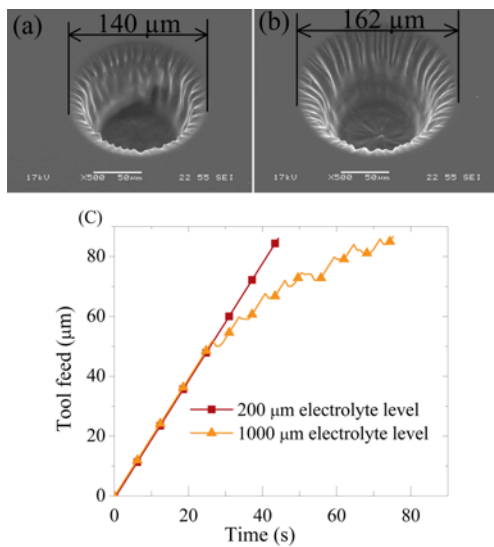 (a)
140 µm
17kV
X500
50µm
22 55 SEI
(b)
162 µm
17kV
X500
50µm
22 55 SEI
(C)
Tool feed (µm)
80
60
40
20
0
200 µm electrolyte level
1000 µm electrolyte level
0
20
40
60
80
Time (s)